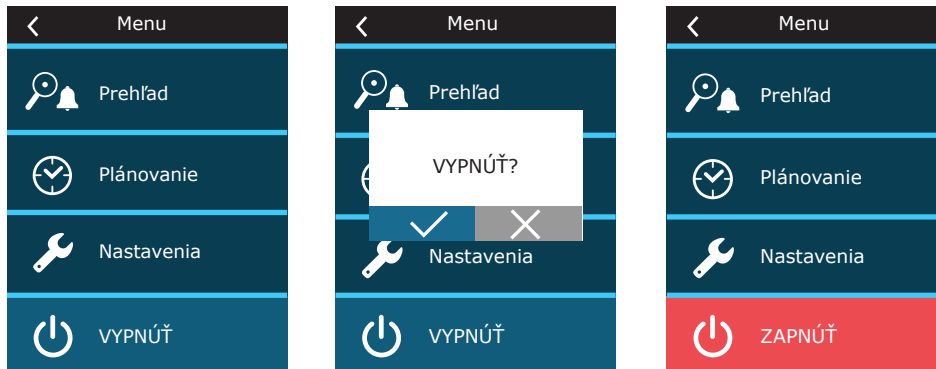 Menu
Prehľad
Plánovanie
Nastavenia
VYPNÚŤ
Menu
Prehľad
VYPNÚŤ?
Nastavenia
VYPNÚŤ
Menu
Prehľad
Plánovanie
Nastavenia
ZAPNÚŤ